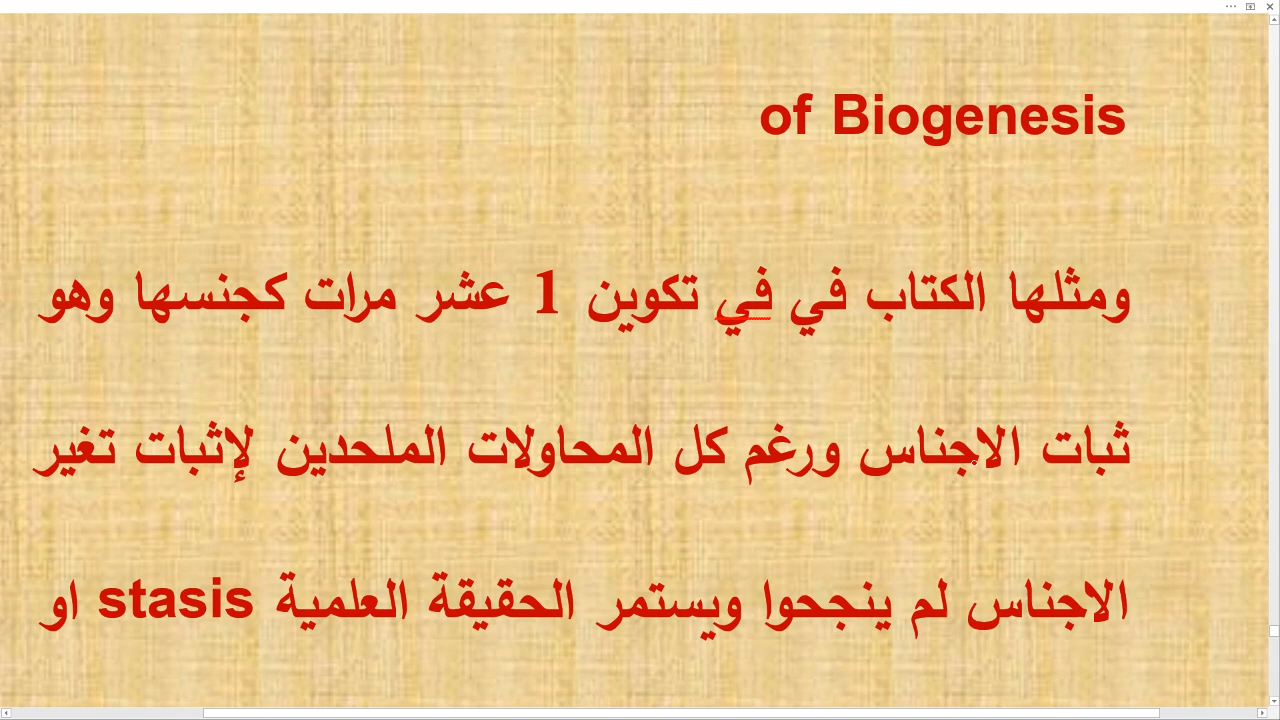 of Biogenesis
ومثلها الكتاب في في تكوين 1 عشر مرات كجنسها وهو
ثبات الاجناس ورغم كل المحاولات الملحدين لإثبات تغير
الاجناس لم ينجحوا ويستمر الحقيقة العلمية stasis او